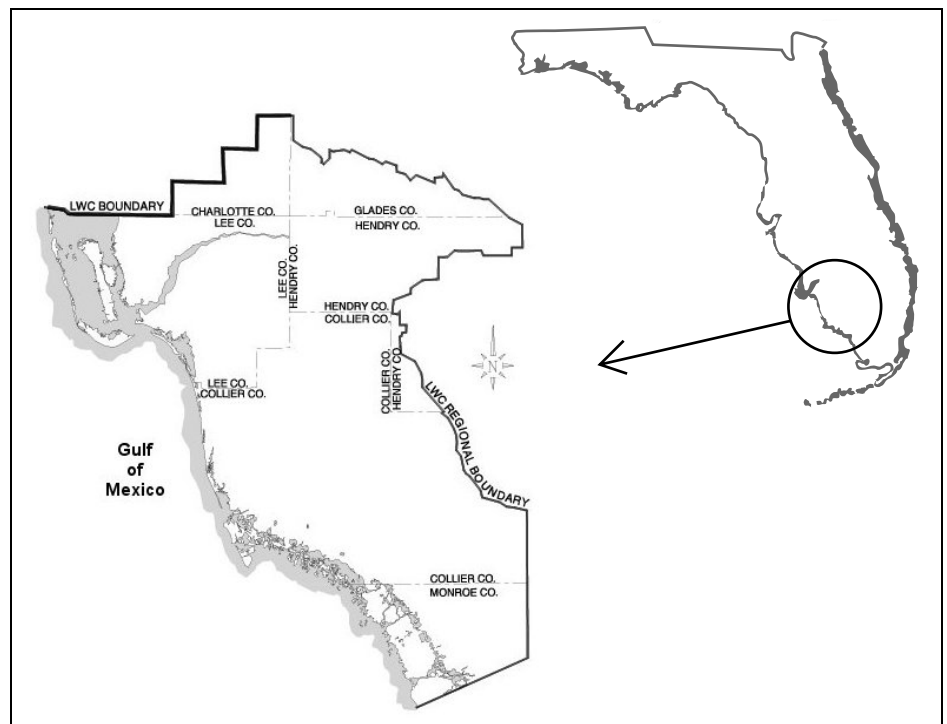 LWC BOUNDARY
CHARLOTTE CO.
LEE CO.
GLADES CO.
HENDRY CO.
LEE CO.
HENDRY CO.
HENDRY CO.
COLLIER CO.
COLLIER CO.
HENDRY CO.
LEE CO.
COLLIER CO.
N
LWC REGIONAL BOUNDARY
Gulf
of
Mexico
COLLIER CO.
MONROE CO.